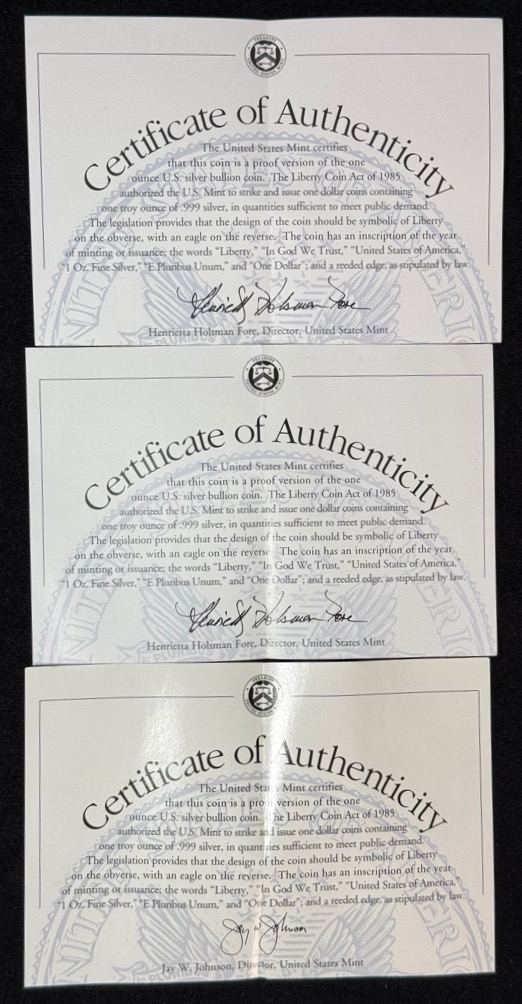 Certificate of Authenticity
The United States Mint certifies
that this coin is a proof version of the one
ounce U.S. silver bullion coin. The Liberty Coin Act of 1985
authorized the U.S. Mint to strike and issue one dollar coins containing
one troy ounce of .999 silver, in quantities sufficient to meet public demand.
The legislation provides that the design of the coin should be symbolic of Liberty
on the obverse, with an eagle on the reverse. The coin has an inscription of the year
of minting or issuance; the words "Liberty," "In God We Trust," "United States of America,"
"1 Oz. Fine Silver," "E Pluribus Unum," and "One Dollar"; and a reeded edge, as stipulated by law.
Henrietta Holsman Fore
Henrietta Holsman Fore, Director, United States Mint
Certificate of Authenticity
The United States Mint certifies
that this coin is a proof version of the one
ounce U.S. silver bullion coin. The Liberty Coin Act of 1985
authorized the U.S. Mint to strike and issue one dollar coins containing
one troy ounce of .999 silver, in quantities sufficient to meet public demand.
The legislation provides that the design of the coin should be symbolic of Liberty
on the obverse, with an eagle on the reverse. The coin has an inscription of the year
of minting or issuance; the words "Liberty," "In God We Trust," "United States of America,"
"1 Oz. Fine Silver," "E Pluribus Unum," and "One Dollar"; and a reeded edge, as stipulated by law.
Henrietta Holsman Fore
Henrietta Holsman Fore, Director, United States Mint
Certificate of Authenticity
The United States Mint certifies
that this coin is a proof version of the one
ounce U.S. silver bullion coin. The Liberty Coin Act of 1985
authorized the U.S. Mint to strike and issue one dollar coins containing
one troy ounce of .999 silver, in quantities sufficient to meet public demand.
The legislation provides that the design of the coin should be symbolic of Liberty
on the obverse, with an eagle on the reverse. The coin has an inscription of the year
of minting or issuance; the words "Liberty," "In God We Trust," "United States of America,"
"1 Oz. Fine Silver," "E Pluribus Unum," and "One Dollar"; and a reeded edge, as stipulated by law.
Jay W Johnson
Jay W. Johnson, Director, United States Mint